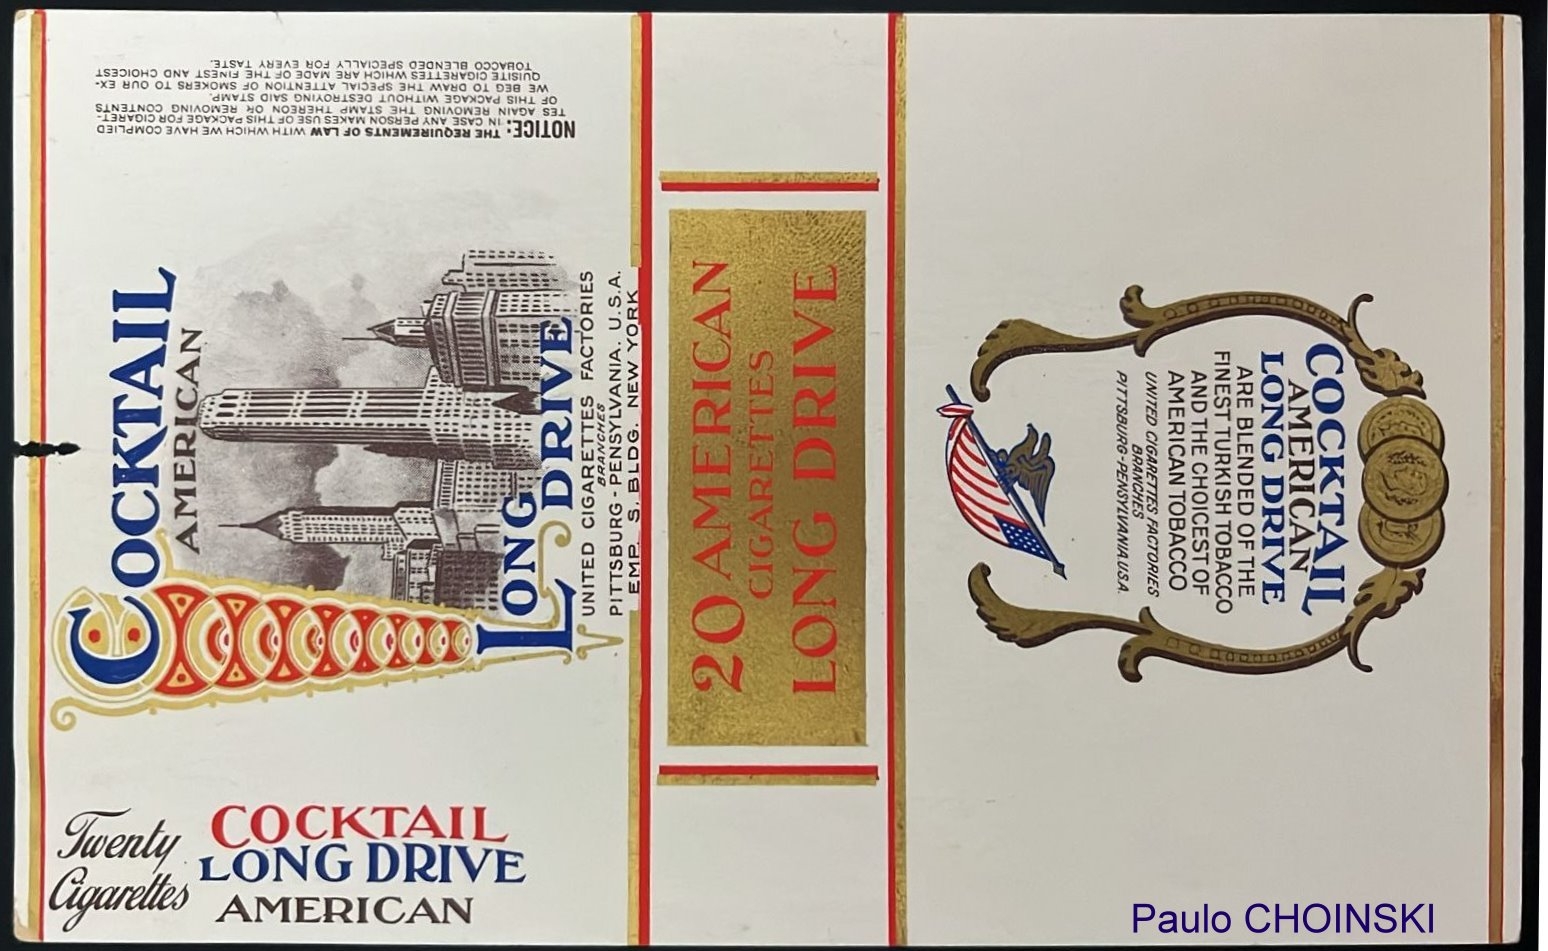 NOTICE: THE REQUIREMENTS OF LAW WITH WHICH WE HAVE COMPLIED
IN CASE ANY PERSON MAKES USE OF THIS PACKAGE FOR CIGARET-
TES AGAIN REMOVING THE STAMP THEREON OR REMOVING CONTENTS
OF THIS PACKAGE WITHOUT DESTROYING SAID STAMP.
WE BEG TO DRAW THE SPECIAL ATTENTION OF SMOKERS TO OUR EX-
QUISITE CIGARETTES WHICH ARE MADE OF THE FINEST AND CHOICEST
TOBACCO BLENDED SPECIALLY FOR EVERY TASTE.
COCKTAIL
AMERICAN
LONG DRIVE
UNITED CIGARETTES FACTORIES
BRANCHES
PITTSBURG - PENSYLVANIA. U.S.A.
EMP. S. BLDG. NEW YORK
Twenty
Cigarettes
COCKTAIL
LONG DRIVE
AMERICAN
20 AMERICAN
CIGARETTES
LONG DRIVE
COCKTAIL
AMERICAN
LONG DRIVE
ARE BLENDED OF THE
FINEST TURKISH TOBACCO
AND THE CHOICEST OF
AMERICAN TOBACCO
UNITED CIGARETTES FACTORIES
BRANCHES
PITTSBURG-PENSYLVANIA.U.S.A.
Paulo CHOINSKI